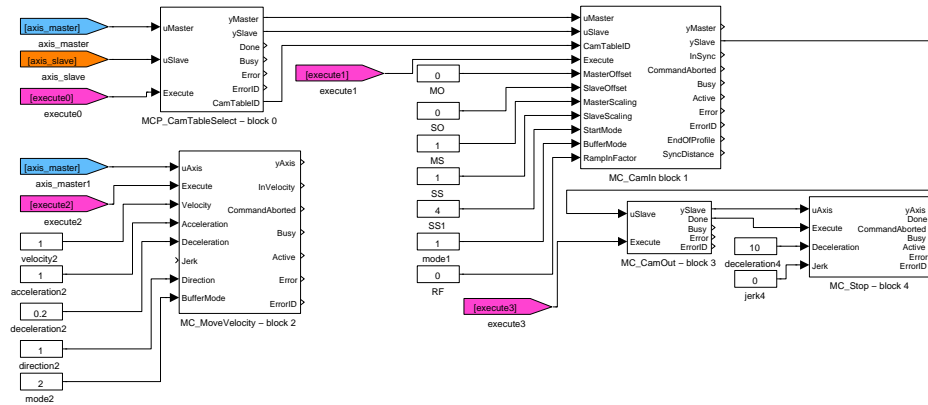 [axis_master]
axis_master
[axis_slave]
axis_slave
[execute0]
execute0
uMaster
uSlave
Execute
yMaster
ySlave
Done
Busy
Error
ErrorID
CamTableID
MCP_CamTableSelect – block 0
[execute1]
execute1
0
MO
0
SO
1
MS
1
SS
4
SS1
1
mode1
0
RF
uMaster
uSlave
CamTableID
Execute
MasterOffset
SlaveOffset
MasterScaling
SlaveScaling
StartMode
BufferMode
RampInFactor
yMaster
ySlave
InSync
CommandAborted
Busy
Active
Error
ErrorID
EndOfProfile
SyncDistance
MC_CamIn block 1
[axis_master]
axis_master1
[execute2]
execute2
1
velocity2
1
acceleration2
0.2
deceleration2
1
direction2
2
mode2
uAxis
Execute
Velocity
Acceleration
Deceleration
Jerk
Direction
BufferMode
yAxis
InVelocity
CommandAborted
Busy
Active
Error
ErrorID
MC_MoveVelocity – block 2
[execute3]
execute3
uSlave
Execute
ySlave
Done
Busy
Error
ErrorID
MC_CamOut – block 3
10
deceleration4
0
jerk4
uAxis
Execute
Deceleration
Jerk
yAxis
Done
CommandAborted
Busy
Active
Error
ErrorID
MC_Stop – block 4